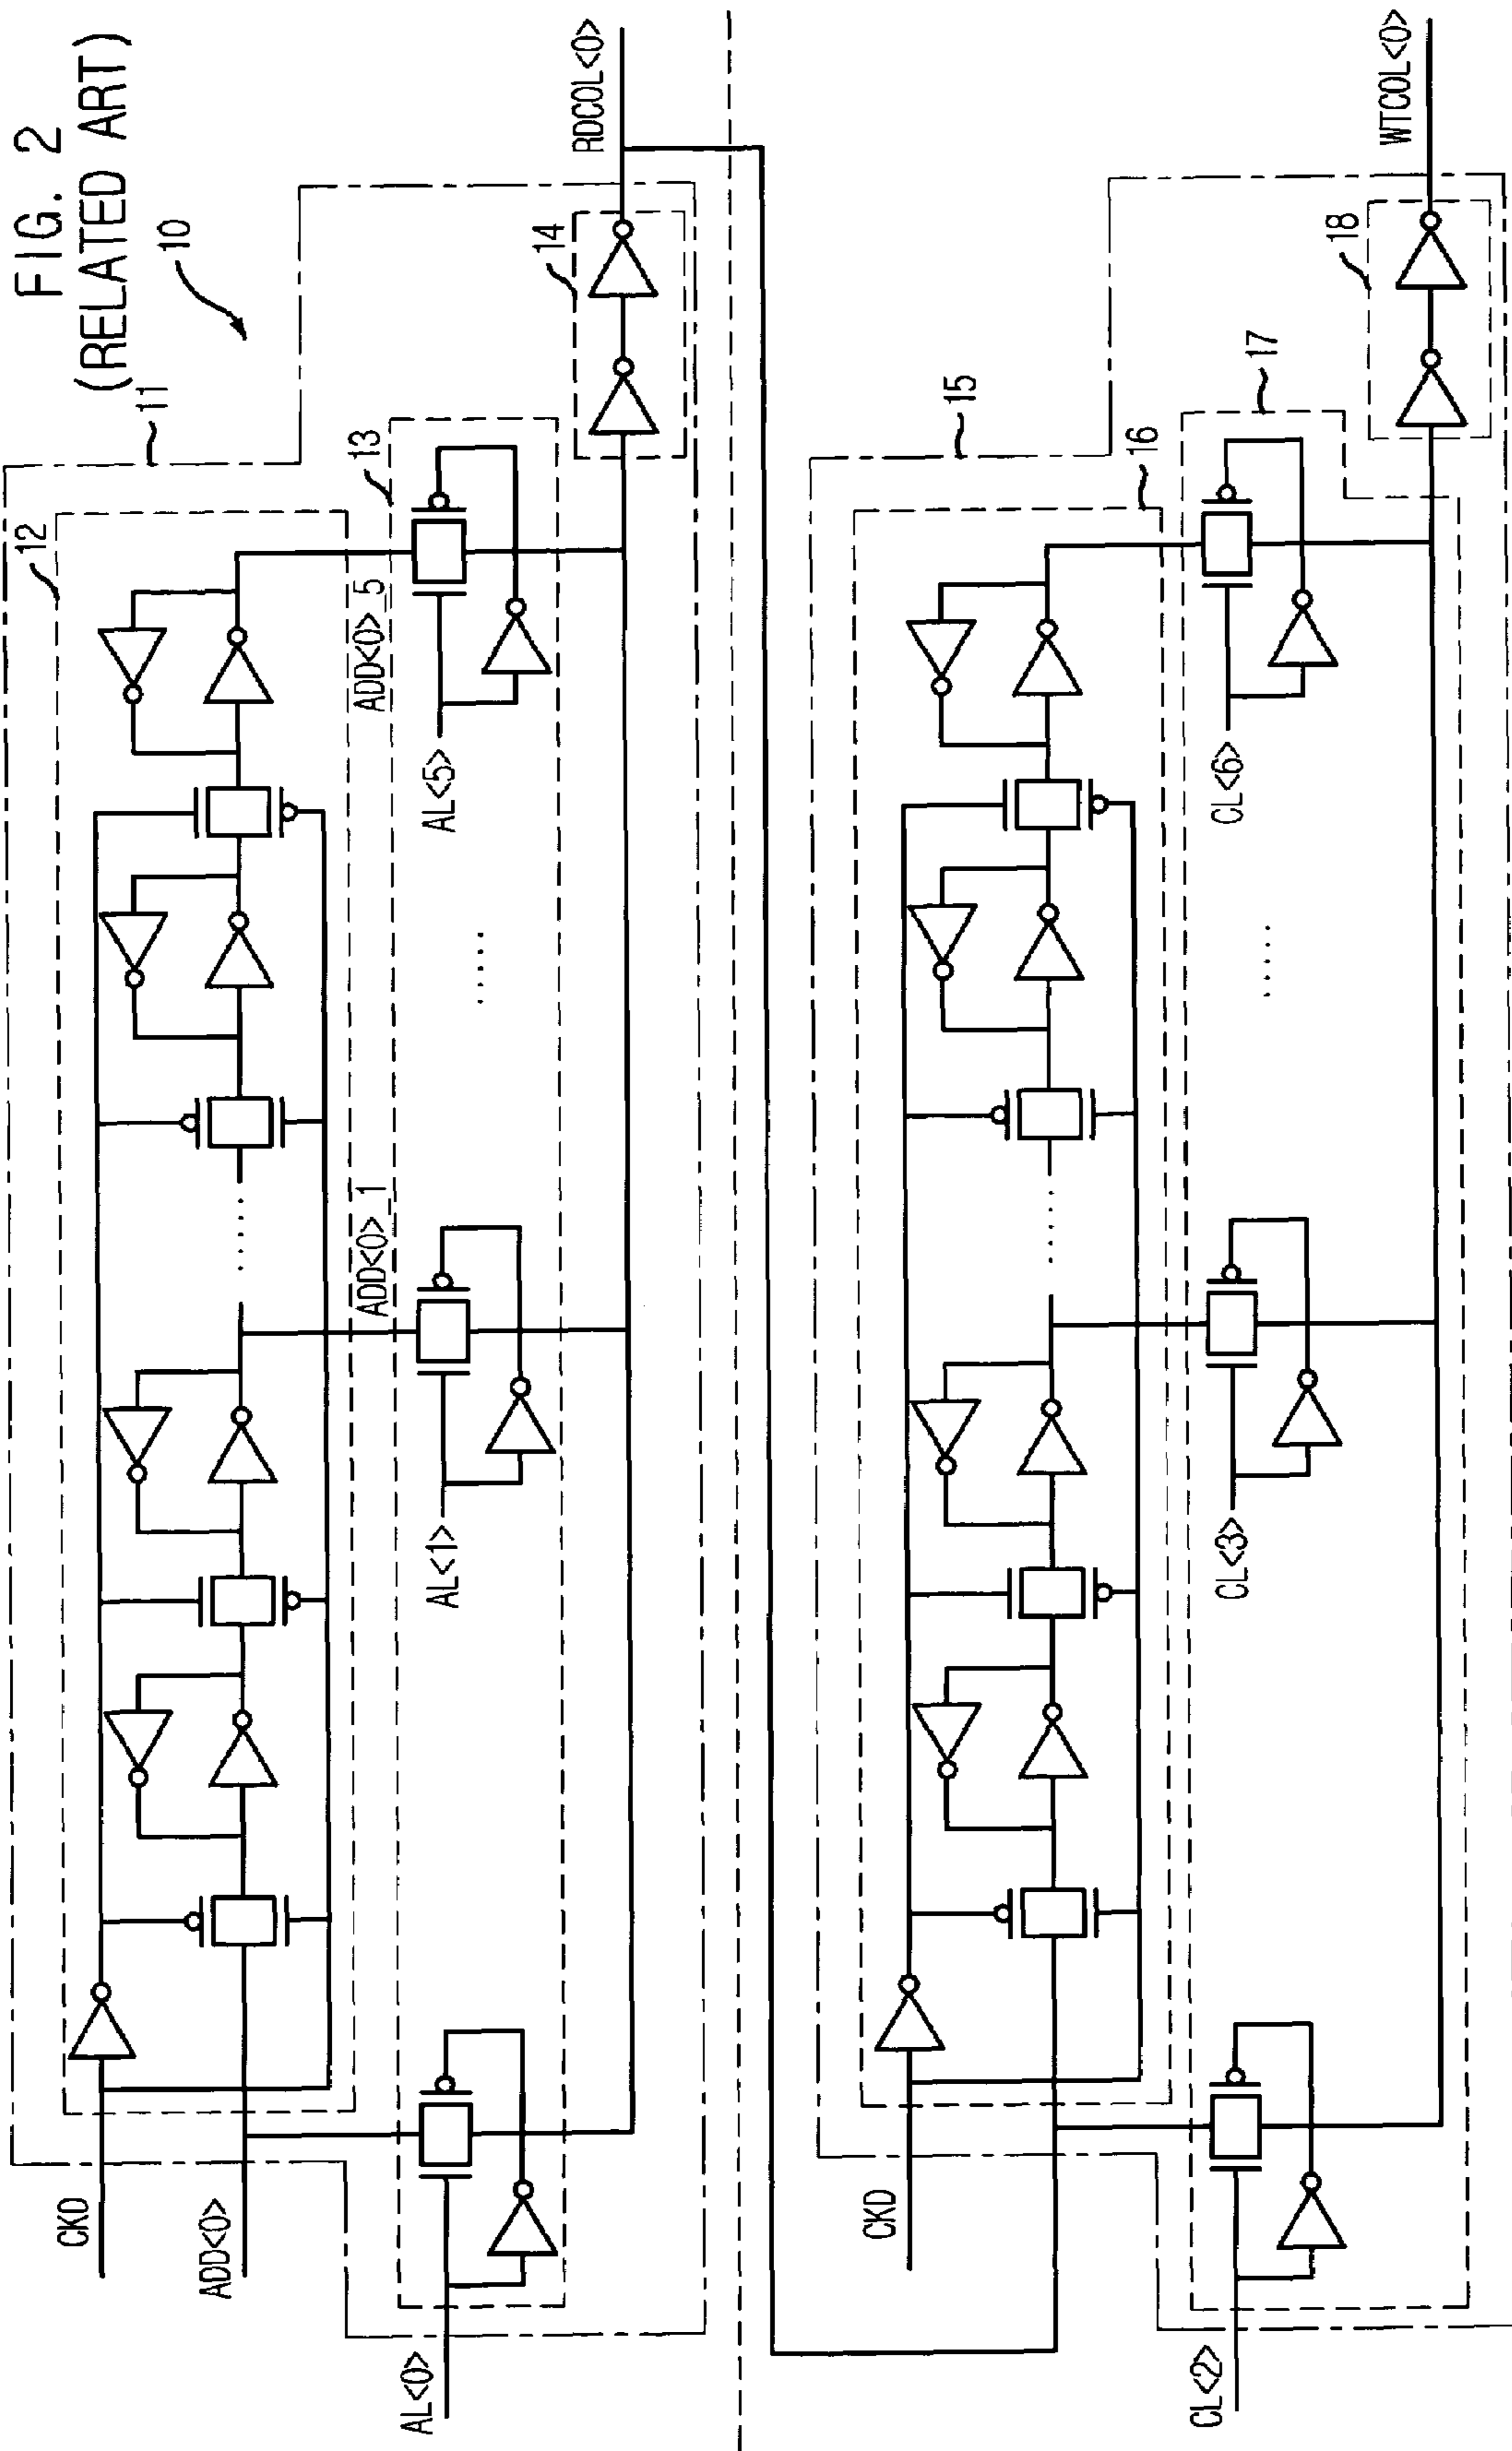 FIG. 2
(RELATED ART)
10
11
12
CKD
ADD<0>
ADD<0>_1
ADD<0>_5
13
AL<0>
AL<1>
.....
AL<5>
......
14
RDCOL<0>
15
16
CKD
......
17
CL<2>
CL<3>
.....
CL<6>
18
WTCOL<0>